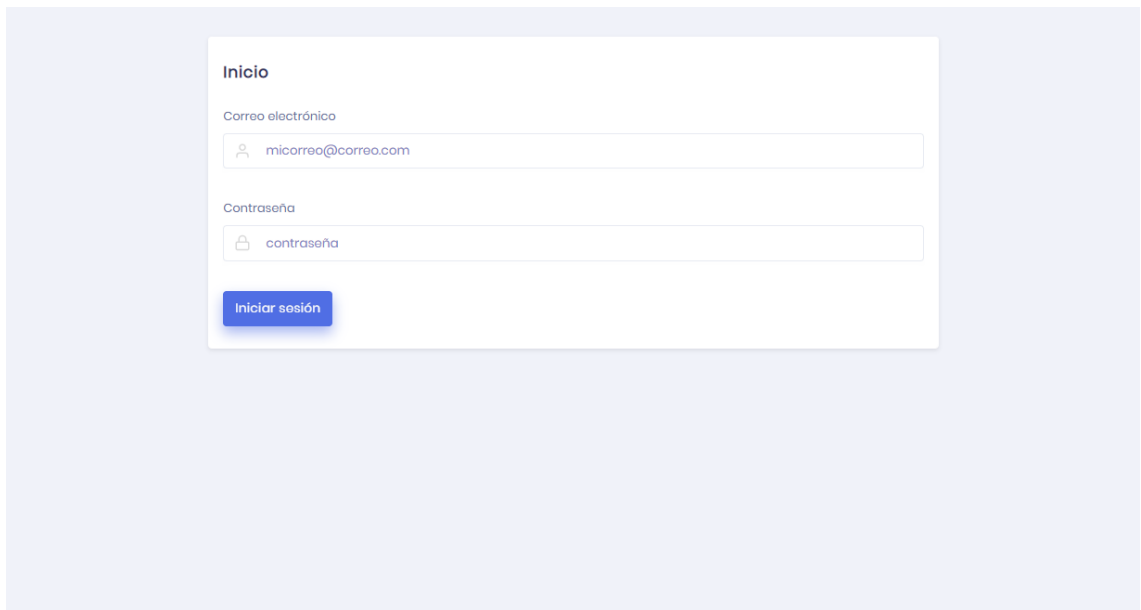 Inicio
Correo electrónico
micorreo@correo.com
Contraseña
contraseña
Iniciar sesión